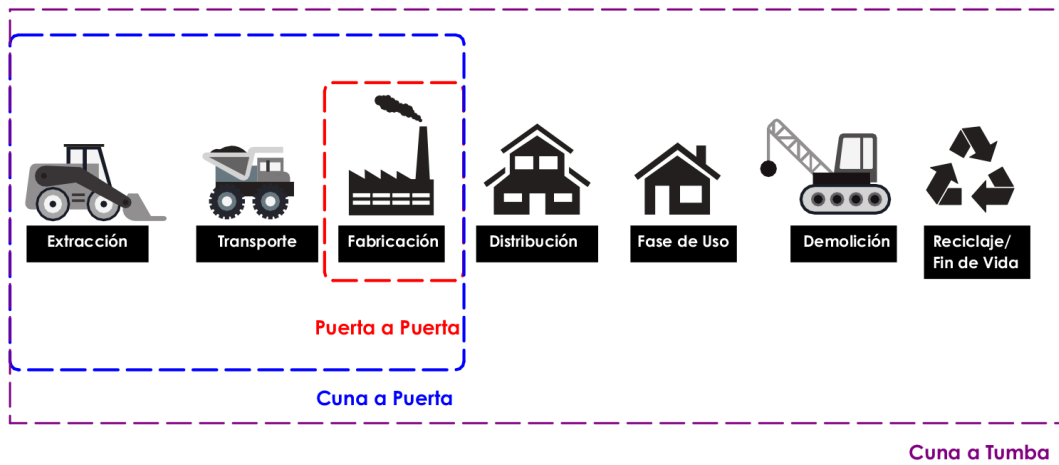 Extracción
Transporte
Fabricación
Distribución
Fase de Uso
Demolición
Reciclaje/
Fin de Vida
Puerta a Puerta
Cuna a Puerta
Cuna a Tumba